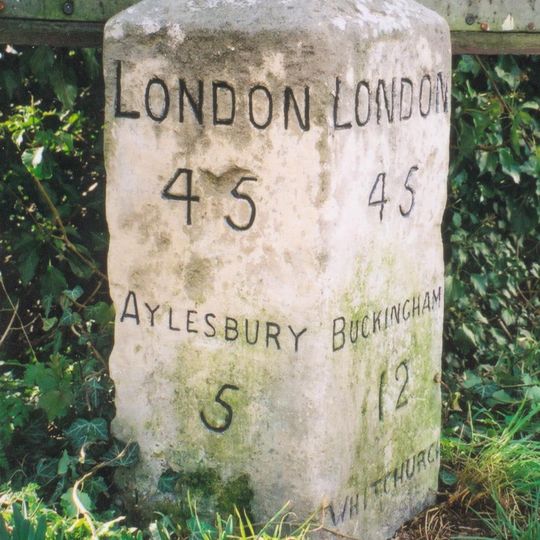 LONDON
45
AYLESBURY
5
LONDON
45
BUCKINGHAM
12
WHITCHURCH